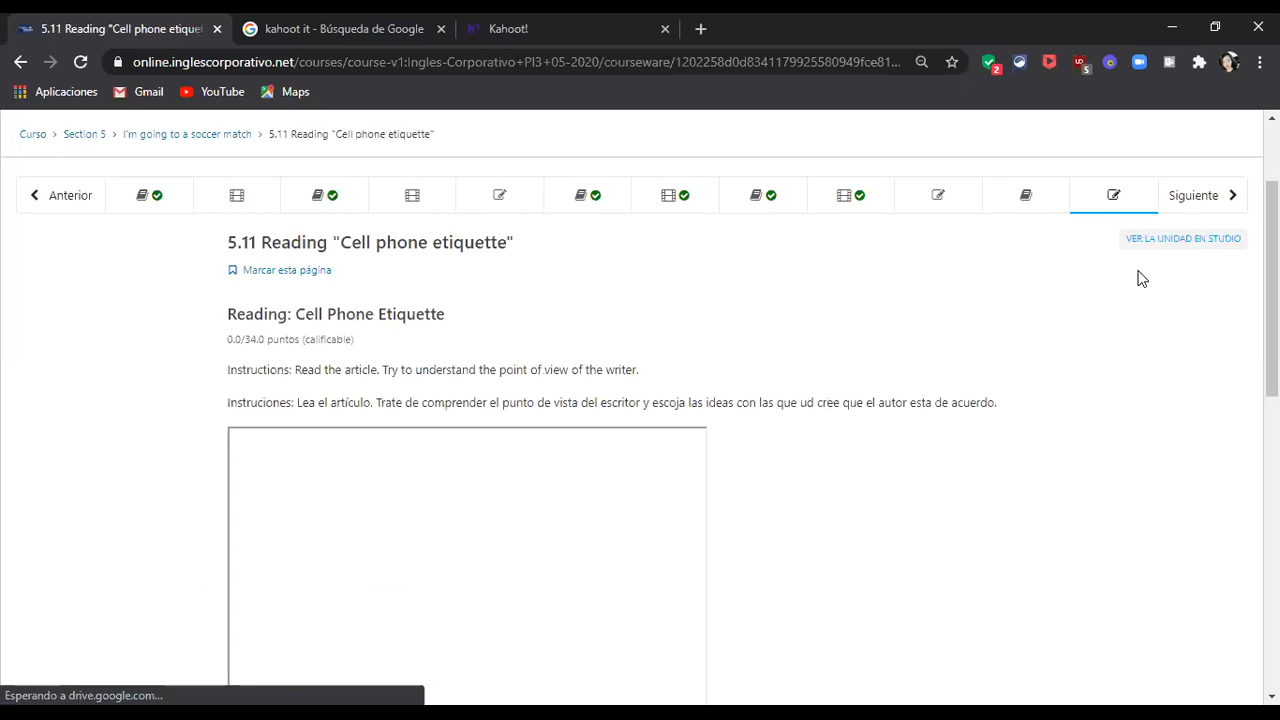 5.11 Reading "Cell phone etique
kahoot it - Búsqueda de Google
Kahoot!
online.inglescorporativo.net/courses/course-v1:Ingles-Corporativo+PI3+05-2020/courseware/1202258d0d8341179925580949fce81...
2
5
Aplicaciones
Gmail
YouTube
Maps
Curso > Section 5 > I'm going to a soccer match > 5.11 Reading "Cell phone etiquette"
Anterior
Siguiente
5.11 Reading "Cell phone etiquette"
VER LA UNIDAD EN STUDIO
Marcar esta página
Reading: Cell Phone Etiquette
0.0/34.0 puntos (calificable)
Instructions: Read the article. Try to understand the point of view of the writer.
Instruciones: Lea el artículo. Trate de comprender el punto de vista del escritor y escoja las ideas con las que ud cree que el autor esta de acuerdo.
Esperando a drive.google.com...